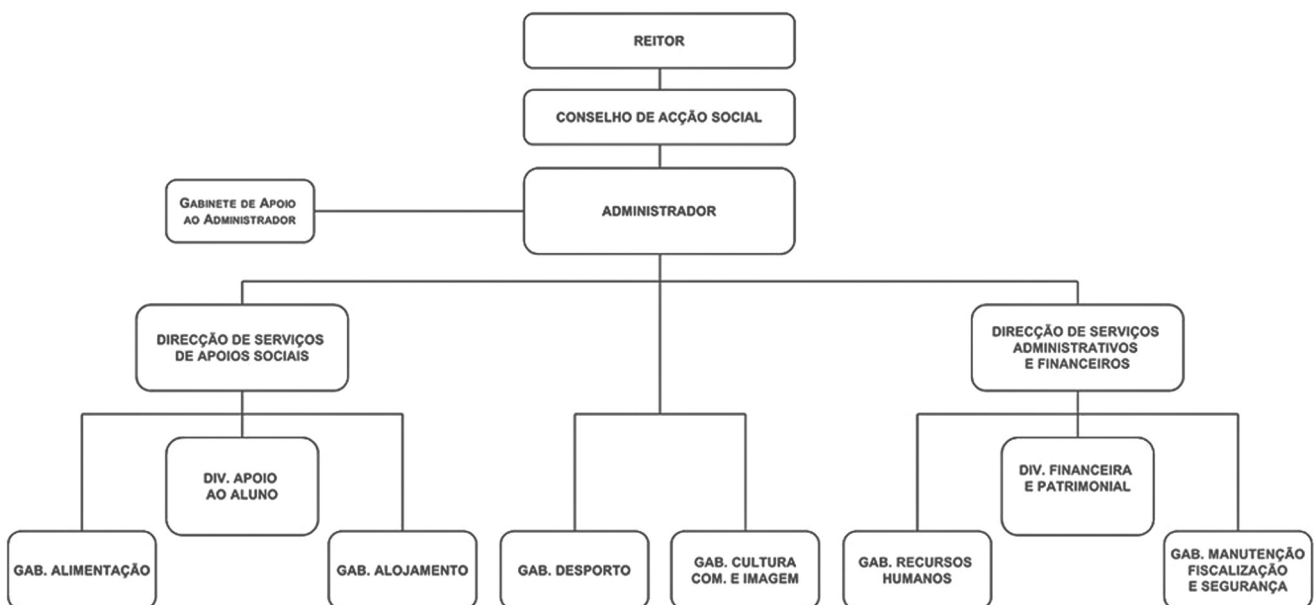 REITOR
CONSELHO DE ACÇÃO SOCIAL
GABINETE DE APOIO
AO ADMINISTRADOR
ADMINISTRADOR
DIRECÇÃO DE SERVIÇOS
DE APOIOS SOCIAIS
DIRECÇÃO DE SERVIÇOS
ADMINISTRATIVOS
E FINANCEIROS
DIV. APOIO
AO ALUNO
DIV. FINANCEIRA
E PATRIMONIAL
GAB. ALIMENTAÇÃO
GAB. ALOJAMENTO
GAB. DESPORTO
GAB. CULTURA
COM. E IMAGEM
GAB. RECURSOS
HUMANOS
GAB. MANUTENÇÃO
FISCALIZAÇÃO
E SEGURANÇA